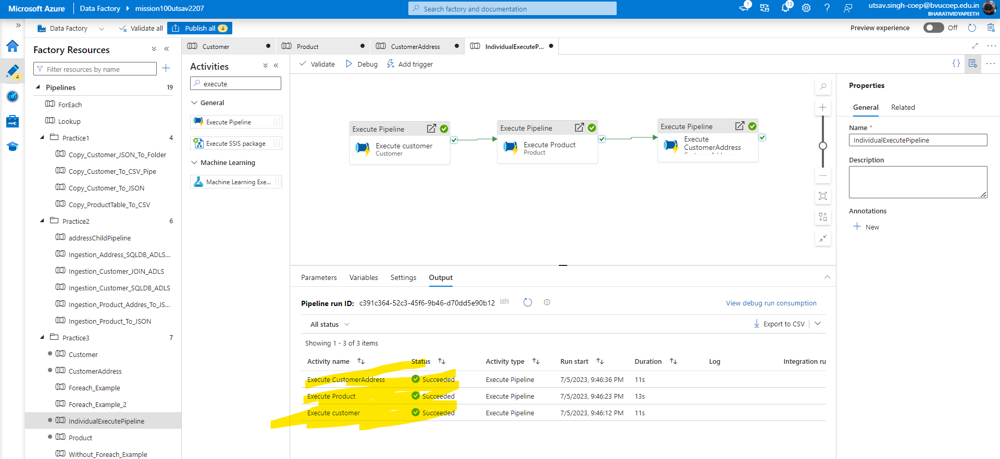 Microsoft Azure
Data Factory
mission100utsav2207
Search factory and documentation
1
13
utsav.singh-coep@bvucoep.edu.in
BHARATIVIDYAPEETH
Data Factory
Validate all
Publish all
4
Preview experience
Off
4
Factory Resources
Filter resources by name
Pipelines
19
ForEach
Lookup
Practice1
4
Copy_Customer_JSON_To_Folder
Copy_Customer_To_CSV_Pipe
Copy_Customer_To_JSON
Copy_ProductTable_To_CSV
Practice2
6
addressChildPipeline
Ingestion_Address_SQLDB_ADLS...
Ingestion_Customer_JOIN_ADLS
Ingestion_Customer_SQLDB_ADLS
Ingestion_Product_Addres_To_JS...
Ingestion_Product_To_JSON
Practice3
7
Customer
CustomerAddress
Foreach_Example
Foreach_Example_2
IndividualExecutePipeline
Product
Without_Foreach_Example
Customer
Product
CustomerAddress
IndividualExecuteP...
Activities
execute
General
Execute Pipeline
Execute SSIS package
Machine Learning
Machine Learning Exe...
Validate
Debug
Add trigger
{}
Execute Pipeline
Execute customer
Customer
Execute Pipeline
Execute Product
Product
Execute Pipeline
Execute
CustomerAddress
Parameters
Variables
Settings
Output
Pipeline run ID: c391c364-52c3-45f6-9b46-d70dd5e90b12
[@]
View debug run consumption
All status
Export to CSV
Showing 1 - 3 of 3 items
Activity name Status Activity type Run start Duration Log Integration ru
Execute CustomerAddress Succeeded Execute Pipeline 7/5/2023, 9:46:36 PM 11s
Execute Product Succeeded Execute Pipeline 7/5/2023, 9:46:23 PM 13s
Execute customer Succeeded Execute Pipeline 7/5/2023, 9:46:12 PM 11s
Properties
General
Related
Name *
IndividualExecutePipeline
Description
Annotations
New